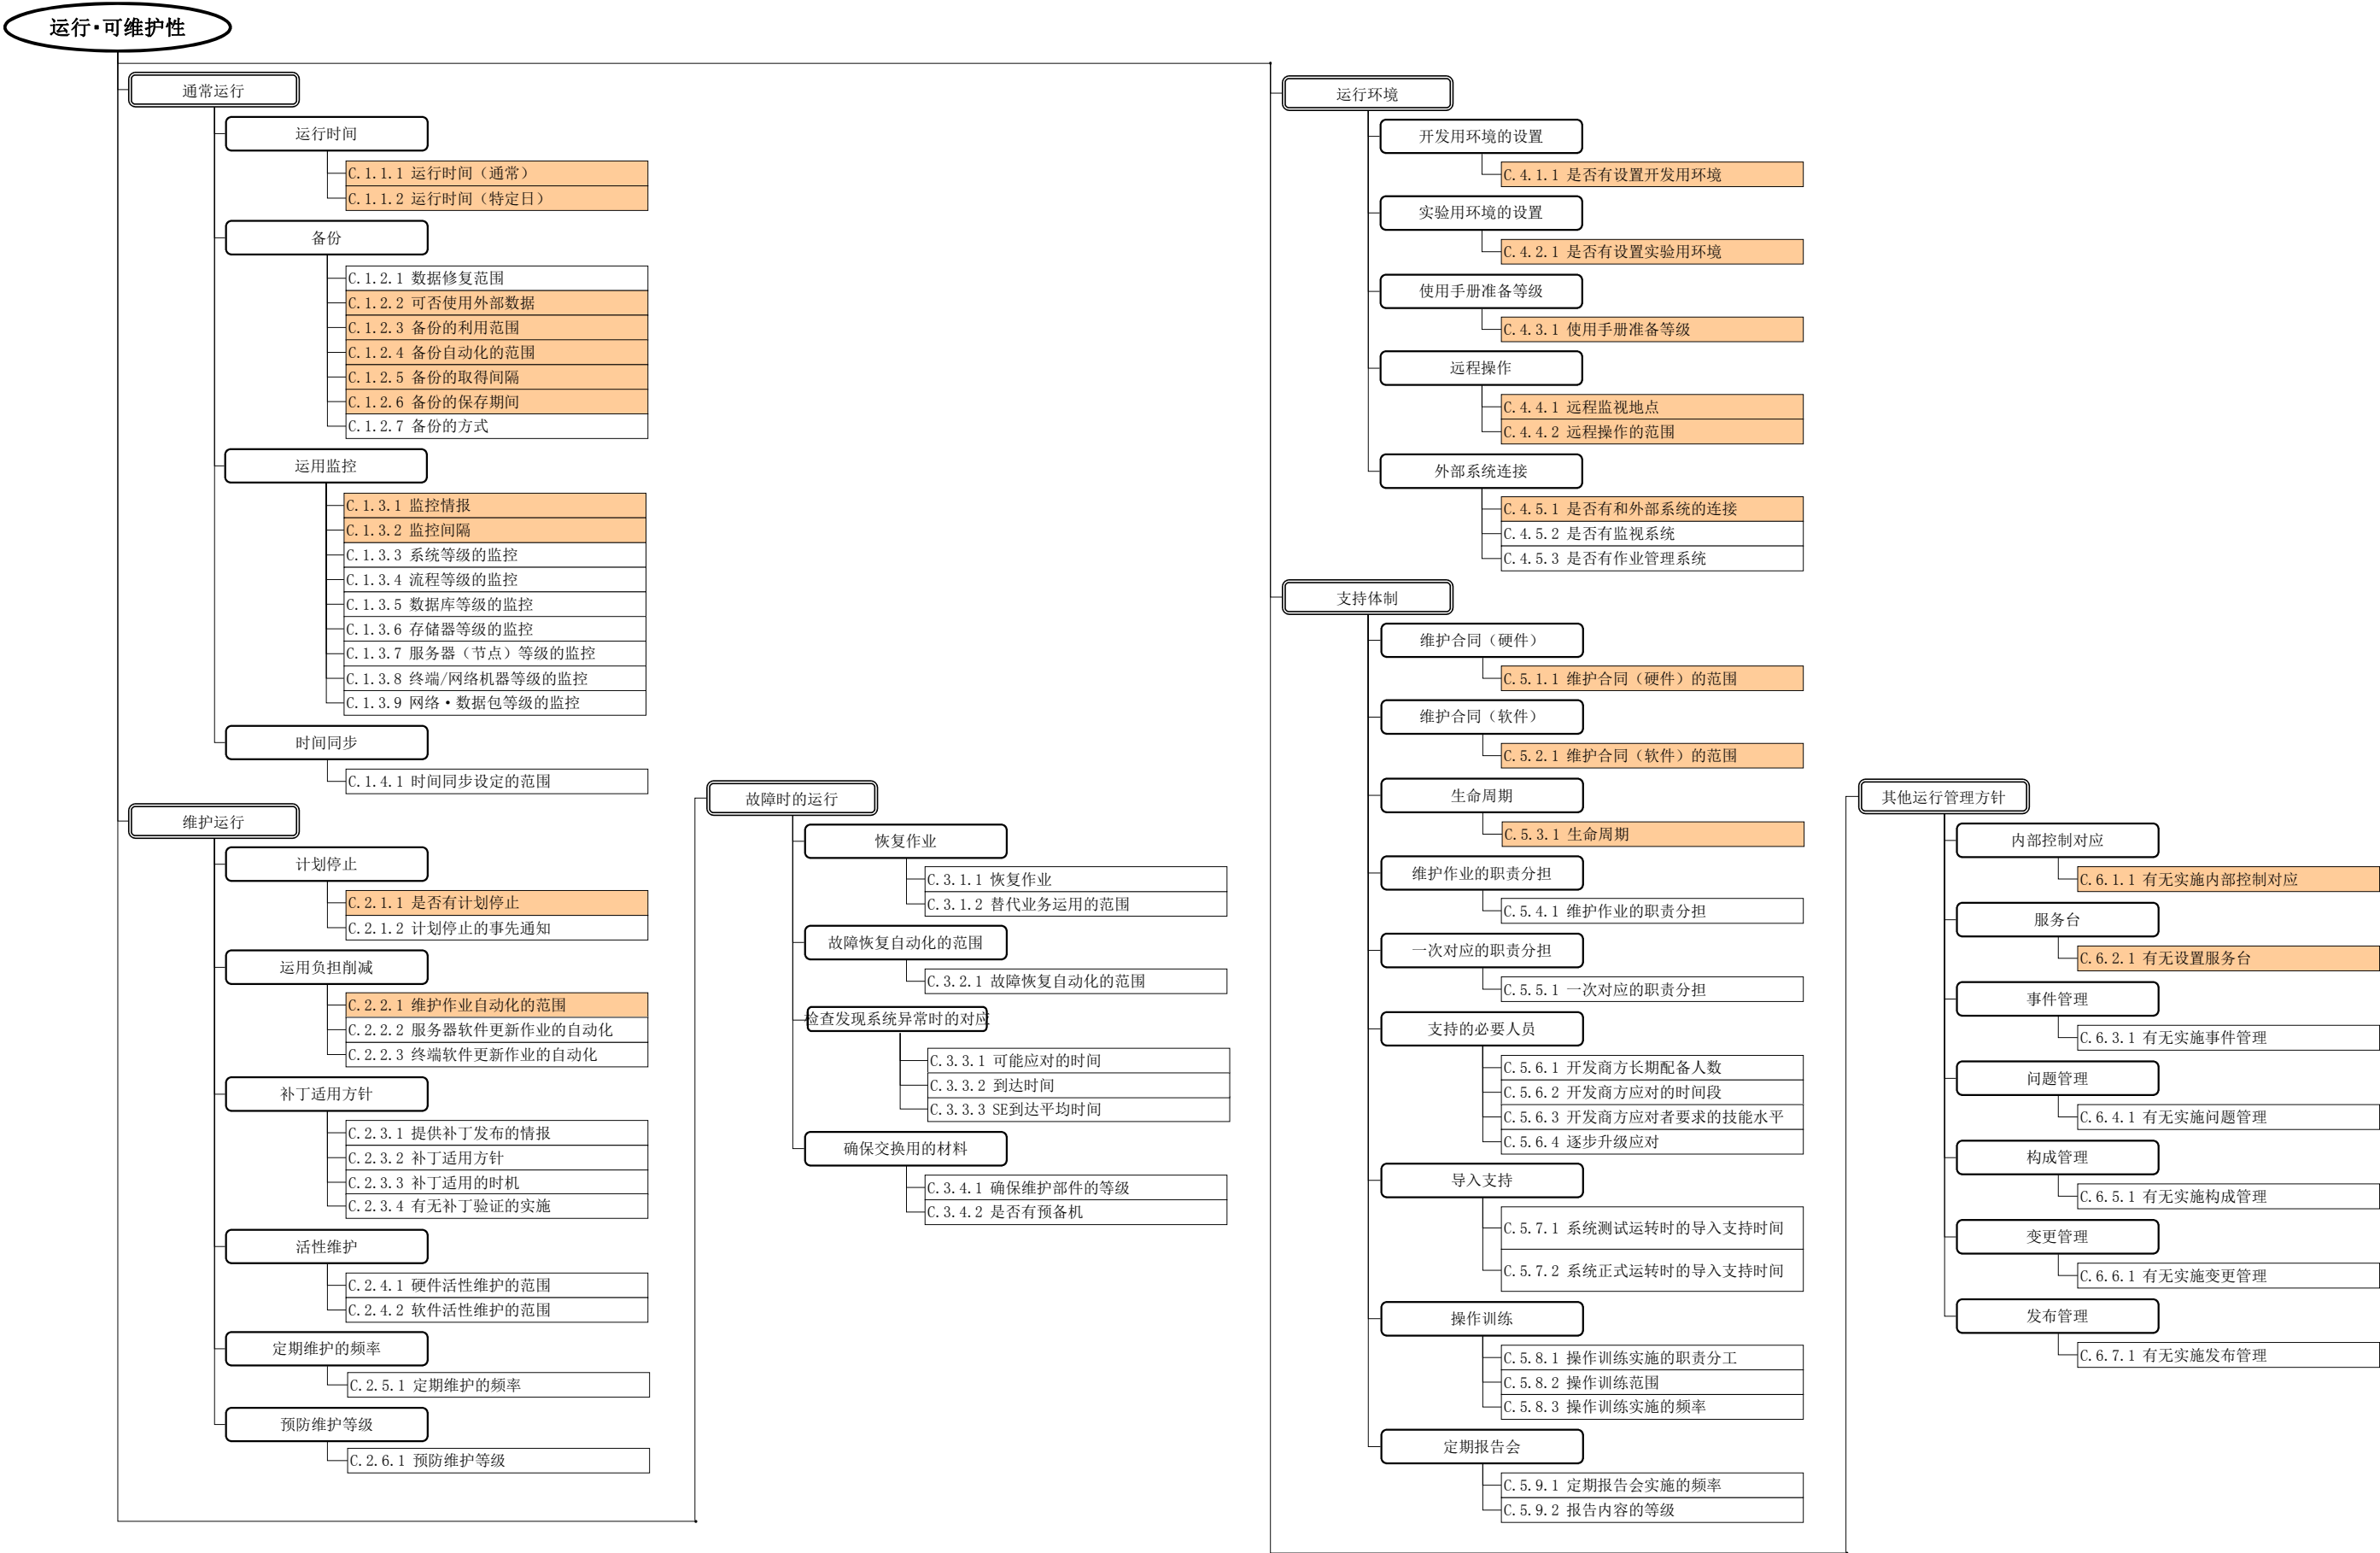 运行·可维护性
通常运行
运行时间
C.1.1.1 运行时间（通常）
C.1.1.2 运行时间（特定日）
备份
C.1.2.1 数据修复范围
C.1.2.2 可否使用外部数据
C.1.2.3 备份的利用范围
C.1.2.4 备份自动化的范围
C.1.2.5 备份的取得间隔
C.1.2.6 备份的保存期间
C.1.2.7 备份的方式
运用监控
C.1.3.1 监控情报
C.1.3.2 监控间隔
C.1.3.3 系统等级的监控
C.1.3.4 流程等级的监控
C.1.3.5 数据库等级的监控
C.1.3.6 存储器等级的监控
C.1.3.7 服务器（节点）等级的监控
C.1.3.8 终端/网络机器等级的监控
C.1.3.9 网络·数据包等级的监控
时间同步
C.1.4.1 时间同步设定的范围
维护运行
计划停止
C.2.1.1 是否有计划停止
C.2.1.2 计划停止的事先通知
运用负担削减
C.2.2.1 维护作业自动化的范围
C.2.2.2 服务器软件更新作业的自动化
C.2.2.3 终端软件更新作业的自动化
补丁适用方针
C.2.3.1 提供补丁发布的情报
C.2.3.2 补丁适用方针
C.2.3.3 补丁适用的时机
C.2.3.4 有无补丁验证的实施
活性维护
C.2.4.1 硬件活性维护的范围
C.2.4.2 软件活性维护的范围
定期维护的频率
C.2.5.1 定期维护的频率
预防维护等级
C.2.6.1 预防维护等级
故障时的运行
恢复作业
C.3.1.1 恢复作业
C.3.1.2 替代业务运用的范围
故障恢复自动化的范围
C.3.2.1 故障恢复自动化的范围
检查发现系统异常时的对应
C.3.3.1 可能应对的时间
C.3.3.2 到达时间
C.3.3.3 SE到达平均时间
确保交换用的材料
C.3.4.1 确保维护部件的等级
C.3.4.2 是否有预备机
运行环境
开发用环境的设置
C.4.1.1 是否有设置开发用环境
实验用环境的设置
C.4.2.1 是否有设置实验用环境
使用手册准备等级
C.4.3.1 使用手册准备等级
远程操作
C.4.4.1 远程监视地点
C.4.4.2 远程操作的范围
外部系统连接
C.4.5.1 是否有和外部系统的连接
C.4.5.2 是否有监视系统
C.4.5.3 是否有作业管理系统
支持体制
维护合同（硬件）
C.5.1.1 维护合同（硬件）的范围
维护合同（软件）
C.5.2.1 维护合同（软件）的范围
生命周期
C.5.3.1 生命周期
维护作业的职责分担
C.5.4.1 维护作业的职责分担
一次对应的职责分担
C.5.5.1 一次对应的职责分担
支持的必要人员
C.5.6.1 开发商方长期配备人数
C.5.6.2 开发商方应对的时间段
C.5.6.3 开发商方应对者要求的技能水平
C.5.6.4 逐步升级应对
导入支持
C.5.7.1 系统测试运转时的导入支持时间
C.5.7.2 系统正式运转时的导入支持时间
操作训练
C.5.8.1 操作训练实施的职责分工
C.5.8.2 操作训练范围
C.5.8.3 操作训练实施的频率
定期报告会
C.5.9.1 定期报告会实施的频率
C.5.9.2 报告内容的等级
其他运行管理方针
内部控制对应
C.6.1.1 有无实施内部控制对应
服务台
C.6.2.1 有无设置服务台
事件管理
C.6.3.1 有无实施事件管理
问题管理
C.6.4.1 有无实施问题管理
构成管理
C.6.5.1 有无实施构成管理
变更管理
C.6.6.1 有无实施变更管理
发布管理
C.6.7.1 有无实施发布管理